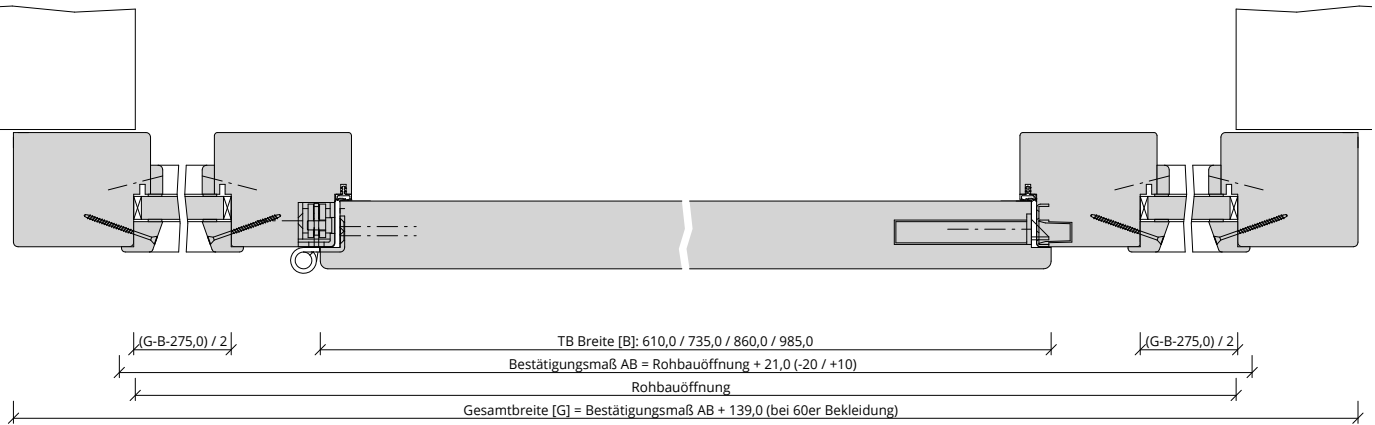 (G-B-275,0) / 2 TB Breite [B]: 610,0 / 735,0 / 860,0 / 985,0 (G-B-275,0) / 2
Bestätigungsmaß AB = Rohbauöffnung + 21,0 (-20 / +10)
Rohbauöffnung
Gesamtbreite [G] = Bestätigungsmaß AB + 139,0 (bei 60er Bekleidung)